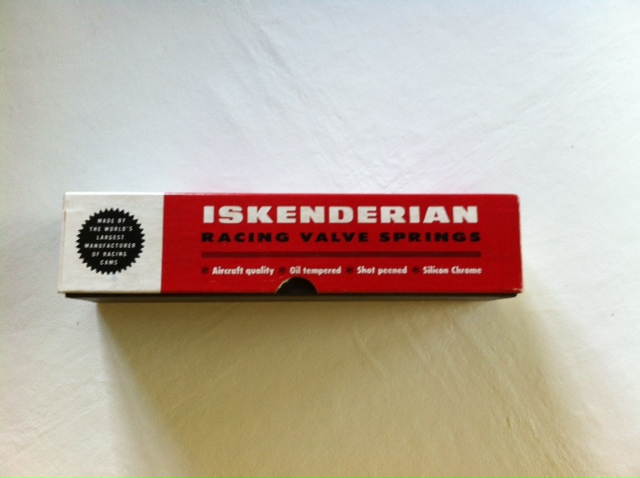 MADE BY
THE WORLD'S
LARGEST
MANUFACTURER
OF RACING
CAMS
ISKENDERIAN
RACING VALVE SPRINGS
* Aircraft quality * Oil tempered * Shot peened * Silicon Chrome